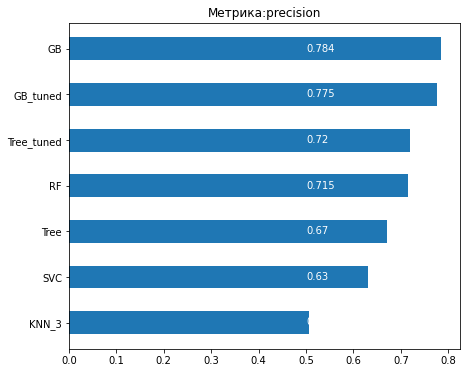 Метрика:precision
GB
0.784
GB_tuned
0.775
Tree_tuned
0.72
RF
0.715
Tree
0.67
SVC
0.63
KNN_3
0.0 0.1 0.2 0.3 0.4 0.5 0.6 0.7 0.8